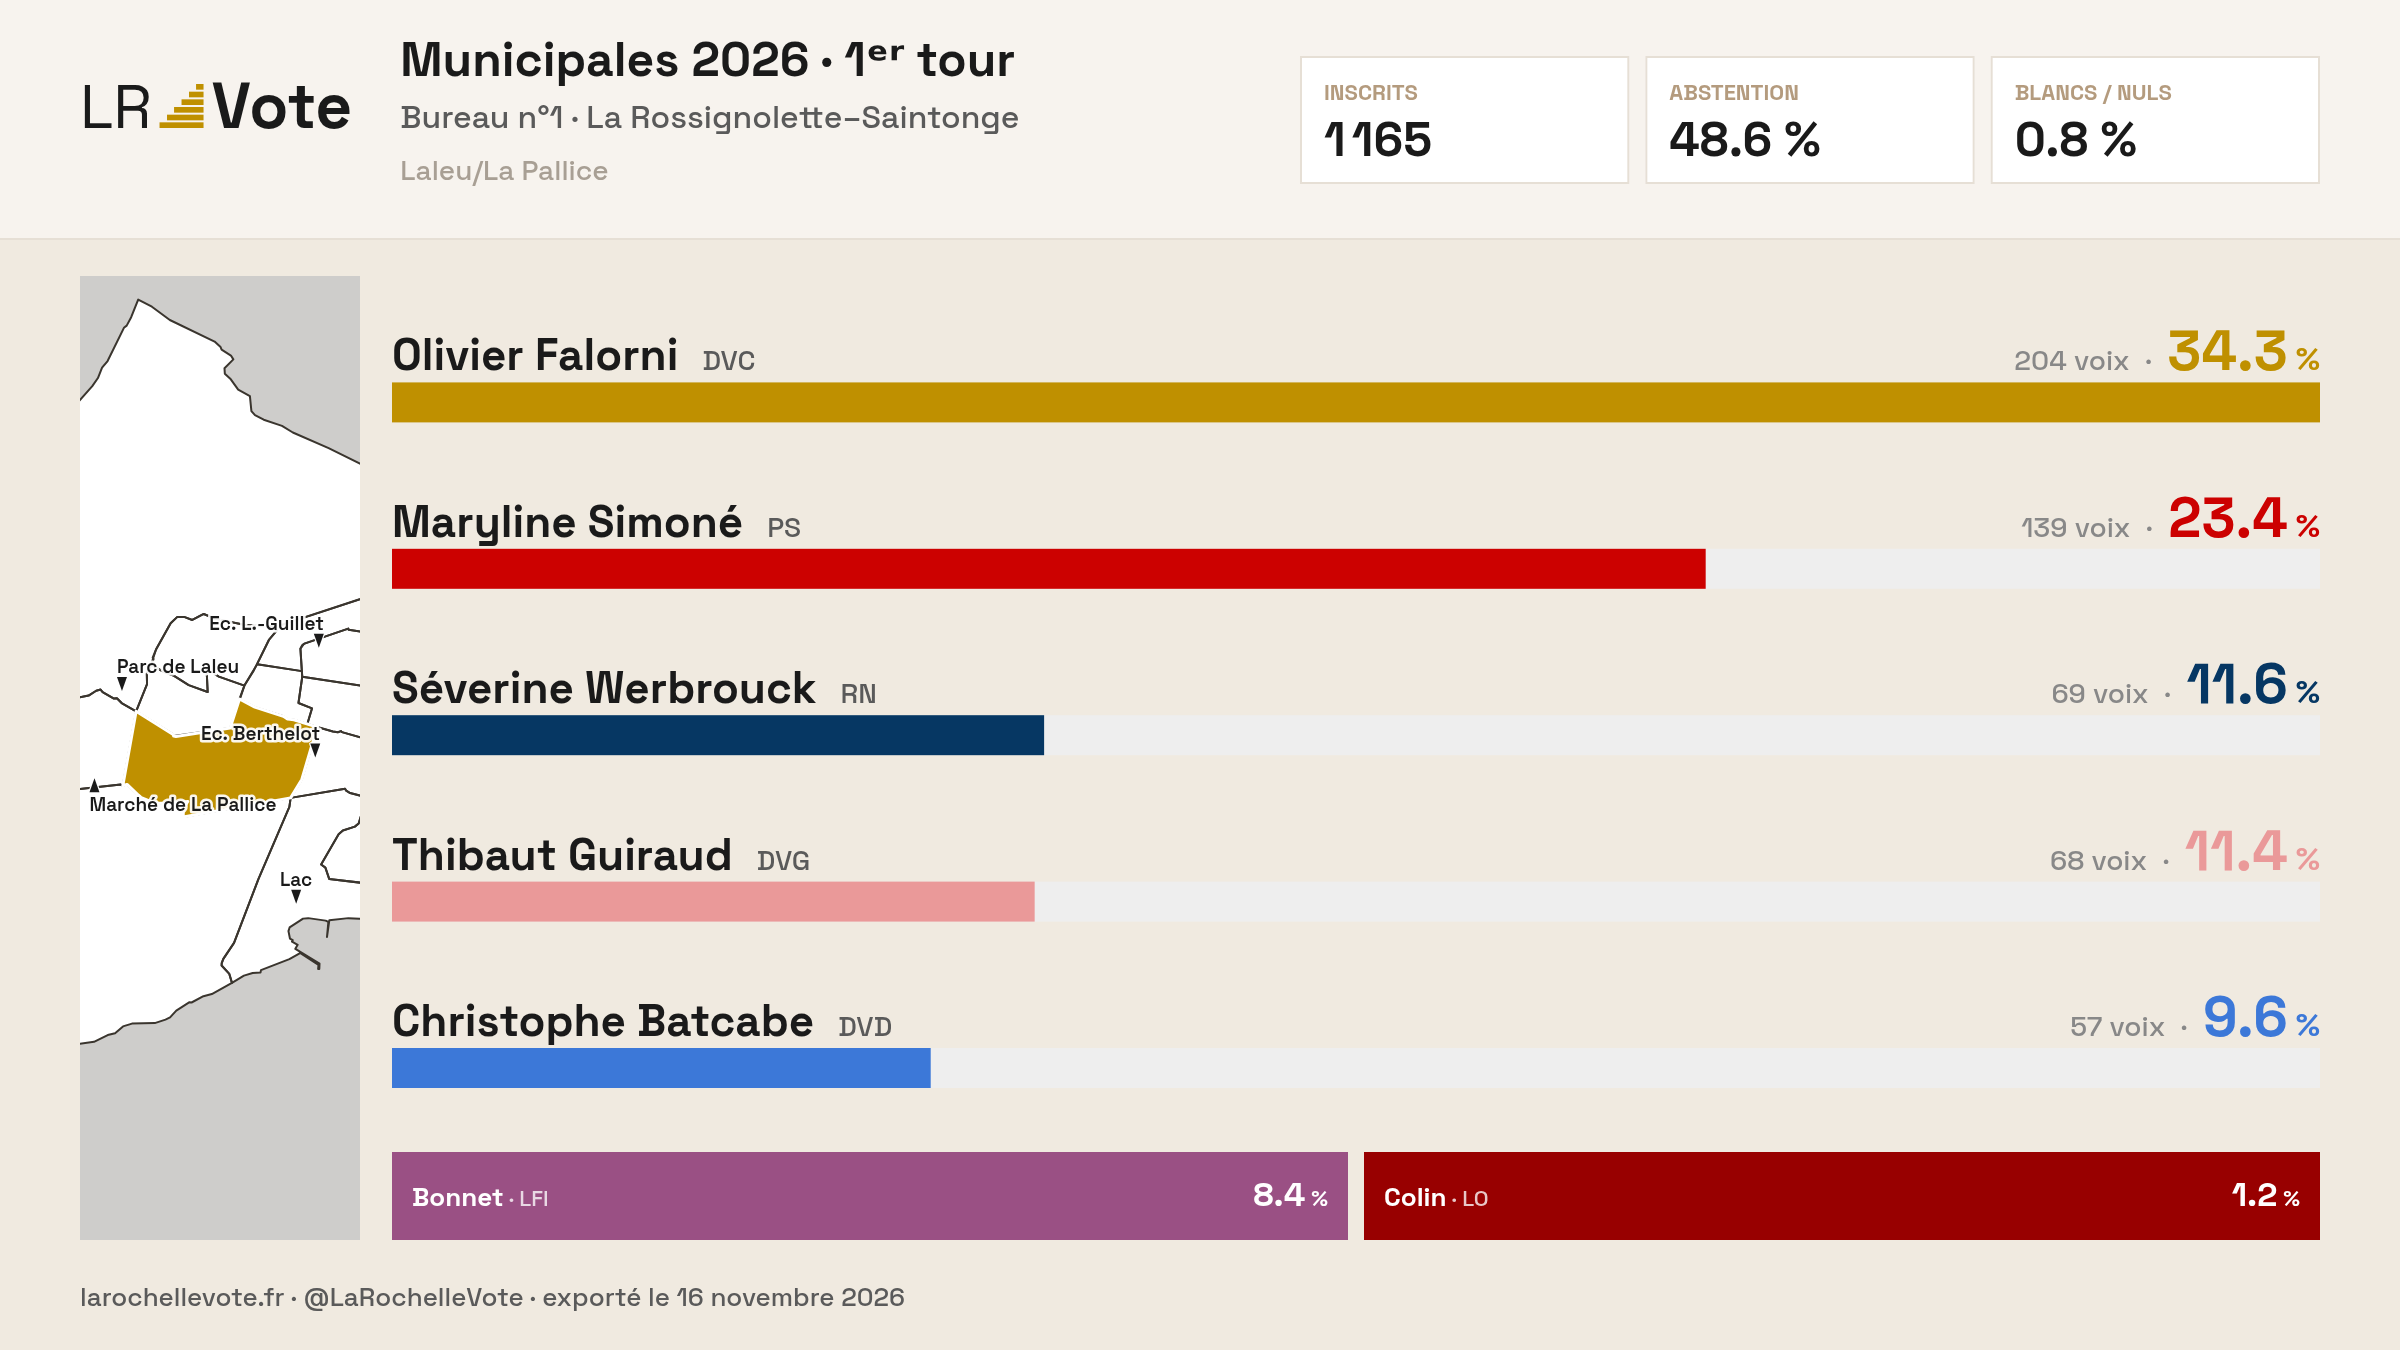 LR Vote
Municipales 2026 · 1er tour
Bureau n°1 · La Rossignolette–Saintonge
Laleu/La Pallice
INSCRITS
1 165
ABSTENTION
48.6 %
BLANCS / NULS
0.8 %
Ec. L.-Guillet
Parc de Laleu
Ec. Berthelot
Marché de La Pallice
Lac
Olivier Falorni DVC 204 voix · 34.3 %
Maryline Simoné PS 139 voix · 23.4 %
Séverine Werbrouck RN 69 voix · 11.6 %
Thibaut Guiraud DVG 68 voix · 11.4 %
Christophe Batcabe DVD 57 voix · 9.6 %
Bonnet · LFI 8.4 %
Colin · LO 1.2 %
larochellevote.fr · @LaRochelleVote · exporté le 16 novembre 2026